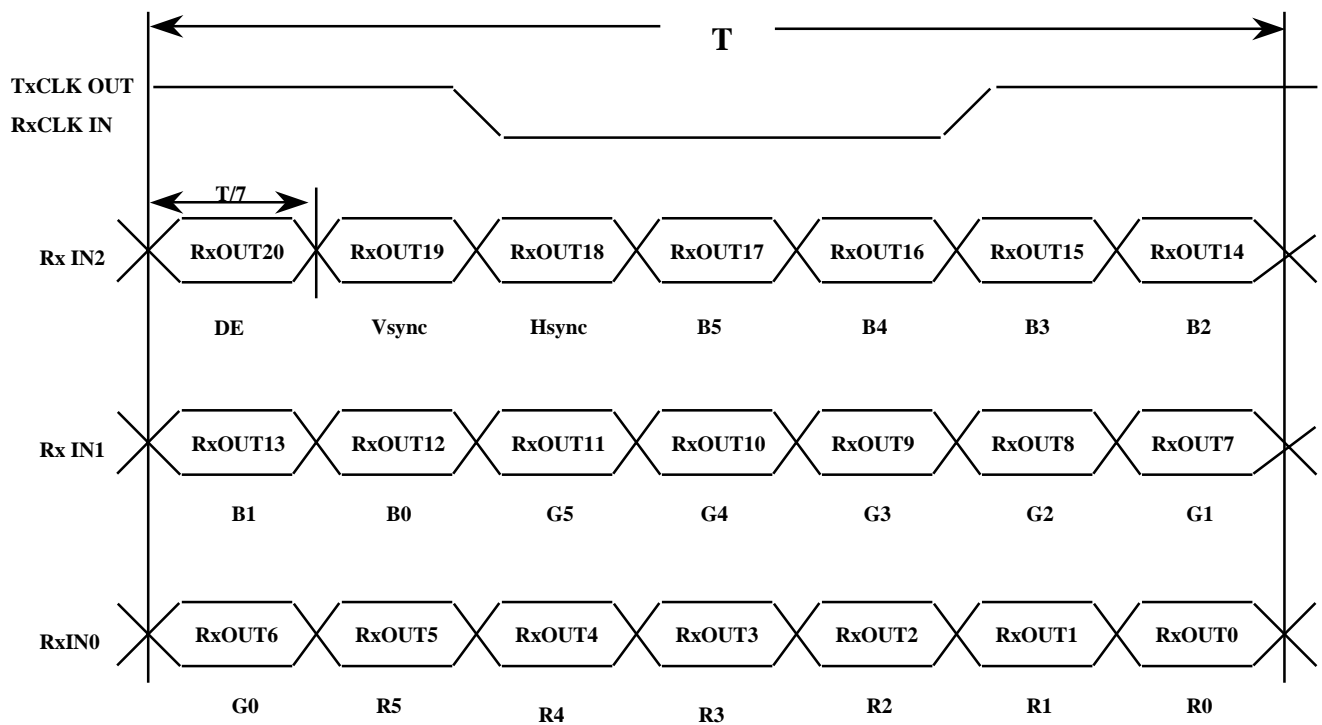 T
TxCLK OUT
RxCLK IN
T/7
Rx IN2 RxOUT20 RxOUT19 RxOUT18 RxOUT17 RxOUT16 RxOUT15 RxOUT14
DE Vsync Hsync B5 B4 B3 B2
Rx IN1 RxOUT13 RxOUT12 RxOUT11 RxOUT10 RxOUT9 RxOUT8 RxOUT7
B1 B0 G5 G4 G3 G2 G1
RxIN0 RxOUT6 RxOUT5 RxOUT4 RxOUT3 RxOUT2 RxOUT1 RxOUT0
G0 R5 R4 R3 R2 R1 R0